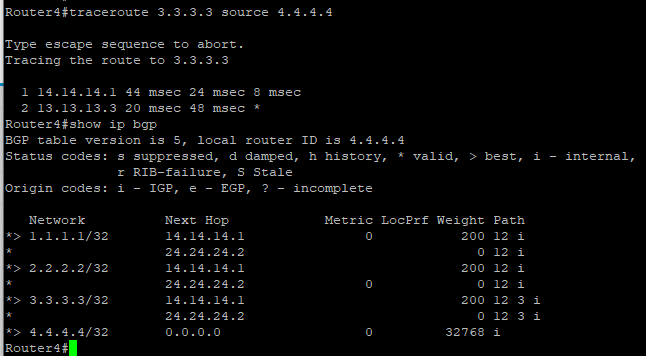 Router4#traceroute 3.3.3.3 source 4.4.4.4
Type escape sequence to abort.
Tracing the route to 3.3.3.3
1 14.14.14.1 44 msec 24 msec 8 msec
2 13.13.13.3 20 msec 48 msec *
Router4#show ip bgp
BGP table version is 5, local router ID is 4.4.4.4
Status codes: s suppressed, d damped, h history, * valid, > best, i - internal,
r RIB-failure, S Stale
Origin codes: i - IGP, e - EGP, ? - incomplete
Network Next Hop Metric LocPrf Weight Path
*> 1.1.1.1/32 14.14.14.1 0 200 12 i
* 24.24.24.2 0 12 i
*> 2.2.2.2/32 14.14.14.1 200 12 i
* 24.24.24.2 0 0 12 i
*> 3.3.3.3/32 14.14.14.1 200 12 3 i
* 24.24.24.2 0 12 3 i
*> 4.4.4.4/32 0.0.0.0 0 32768 i
Router4#